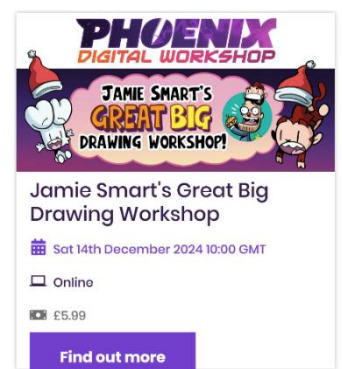 PHOENIX
DIGITAL WORKSHOP
JAMIE SMART'S
GREAT BIG
DRAWING WORKSHOP!
Jamie Smart's Great Big
Drawing Workshop
Sat 14th December 2024 10:00 GMT
Online
£5.99
Find out more